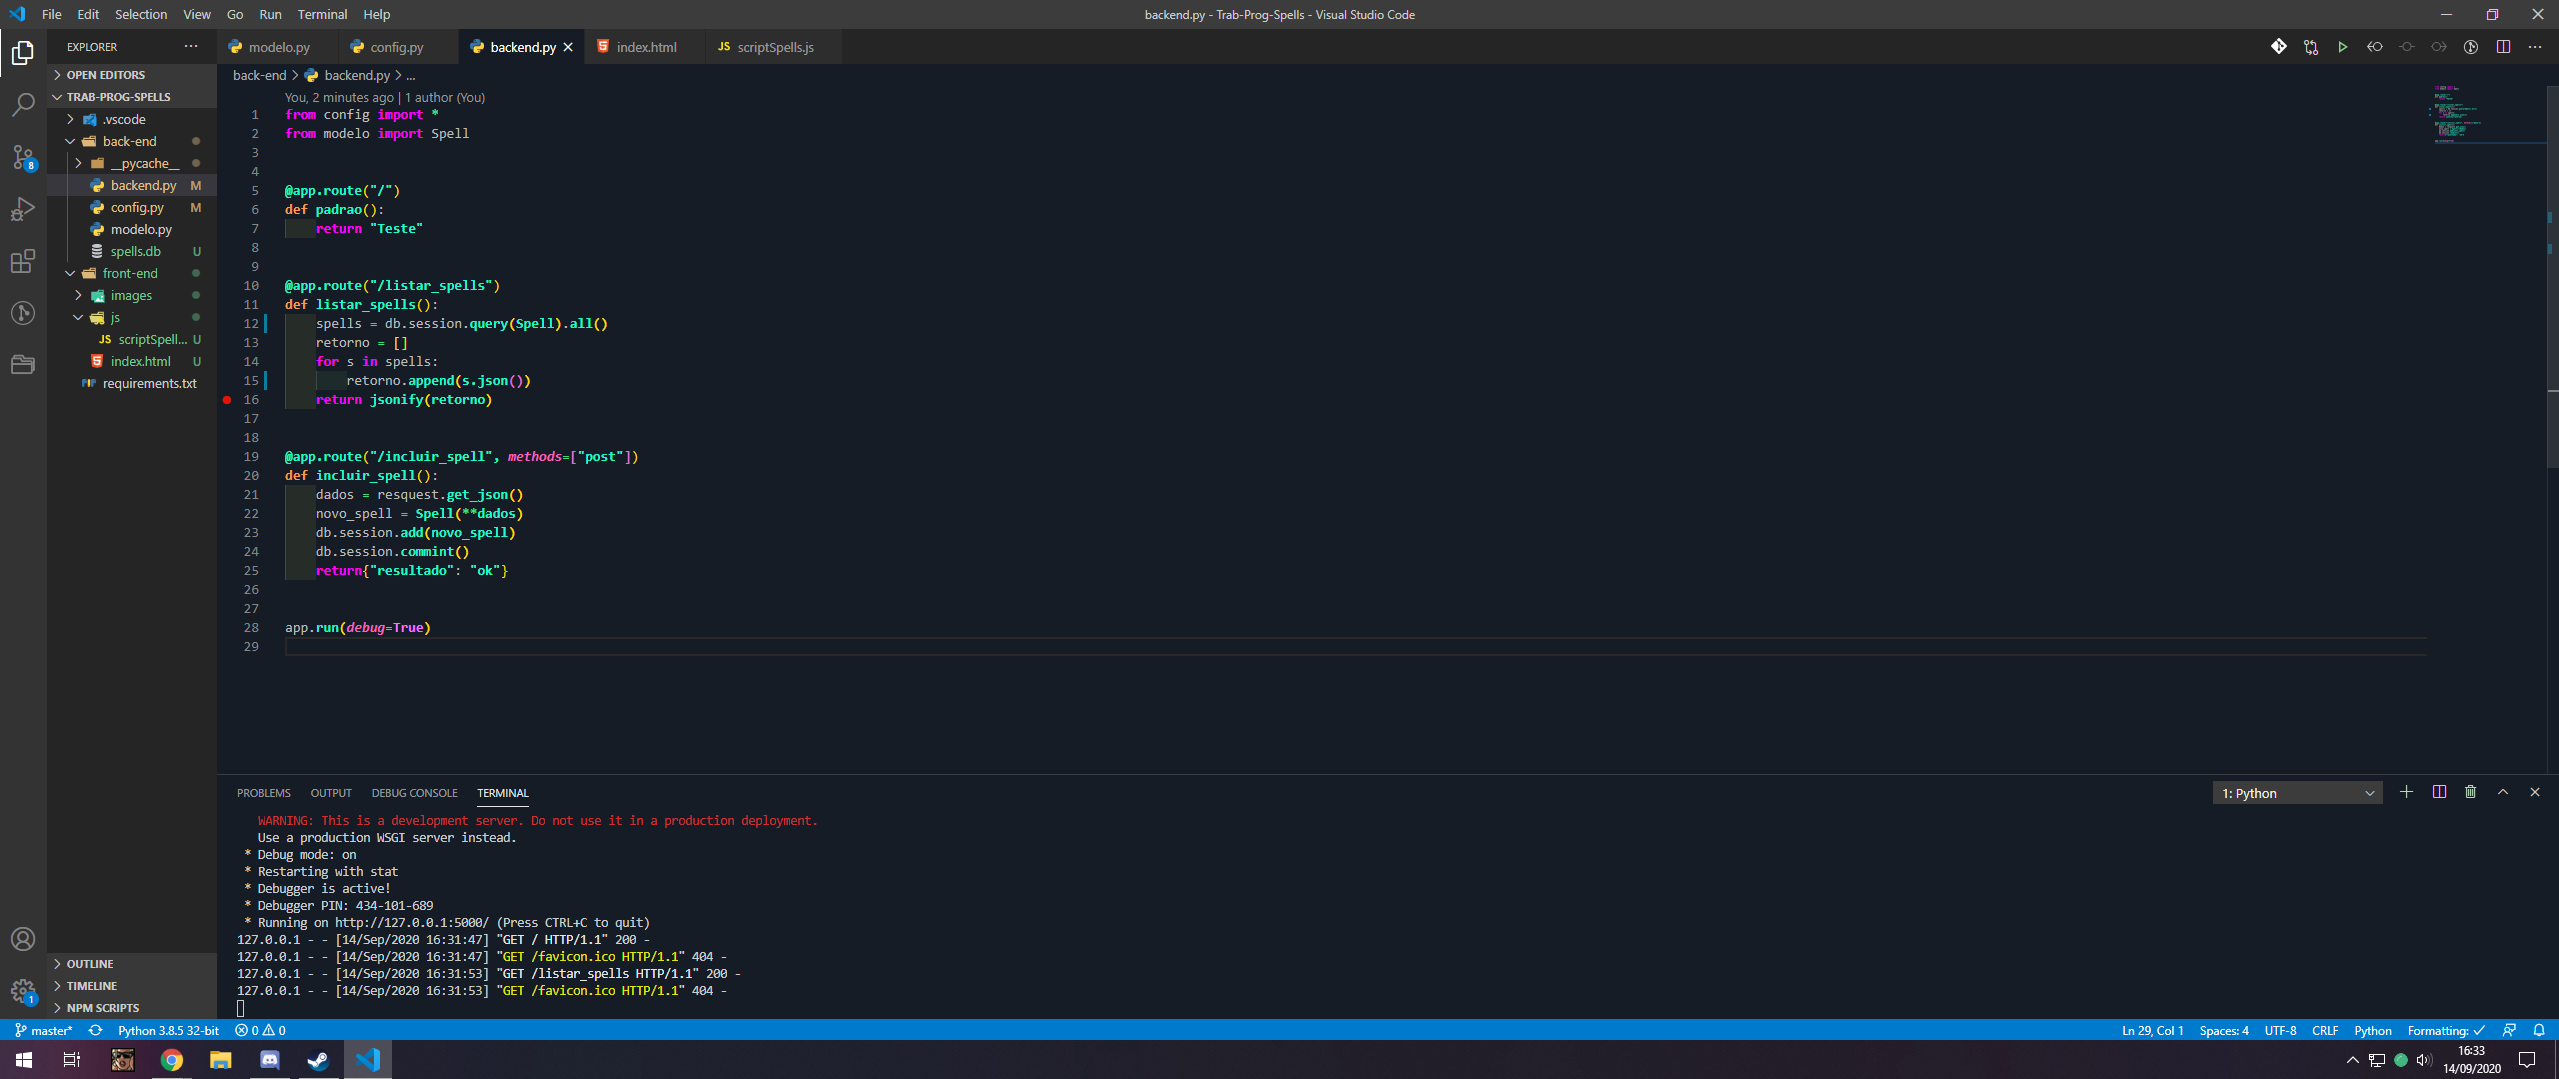 File Edit Selection View Go Run Terminal Help
backend.py - Trab-Prog-Spells - Visual Studio Code
EXPLORER
modelo.py
config.py
backend.py
index.html
JS scriptSpells.js
OPEN EDITORS
TRAB-PROG-SPELLS
.vscode
back-end
__pycache__
backend.py M
config.py M
modelo.py
spells.db U
front-end
images
js
JS scriptSpell... U
index.html U
requirements.txt
8
OUTLINE
TIMELINE
NPM SCRIPTS
1
back-end > backend.py > ...
You, 2 minutes ago | 1 author (You)
1 from config import *
2 from modelo import Spell
3
4
5 @app.route("/")
6 def padrao():
7 return "Teste"
8
9
10 @app.route("/listar_spells")
11 def listar_spells():
12 spells = db.session.query(Spell).all()
13 retorno = []
14 for s in spells:
15 retorno.append(s.json())
16 return jsonify(retorno)
17
18
19 @app.route("/incluir_spell", methods=["post"])
20 def incluir_spell():
21 dados = resquest.get_json()
22 novo_spell = Spell(**dados)
23 db.session.add(novo_spell)
24 db.session.commint()
25 return{"resultado": "ok"}
26
27
28 app.run(debug=True)
29
PROBLEMS OUTPUT DEBUG CONSOLE TERMINAL
1: Python
WARNING: This is a development server. Do not use it in a production deployment.
Use a production WSGI server instead.
* Debug mode: on
* Restarting with stat
* Debugger is active!
* Debugger PIN: 434-101-689
* Running on http://127.0.0.1:5000/ (Press CTRL+C to quit)
127.0.0.1 - - [14/Sep/2020 16:31:47] "GET / HTTP/1.1" 200 -
127.0.0.1 - - [14/Sep/2020 16:31:47] "GET /favicon.ico HTTP/1.1" 404 -
127.0.0.1 - - [14/Sep/2020 16:31:53] "GET /listar_spells HTTP/1.1" 200 -
127.0.0.1 - - [14/Sep/2020 16:31:53] "GET /favicon.ico HTTP/1.1" 404 -
master* Python 3.8.5 32-bit 0 0
Ln 29, Col 1 Spaces: 4 UTF-8 CRLF Python Formatting: ✓
16:33
14/09/2020